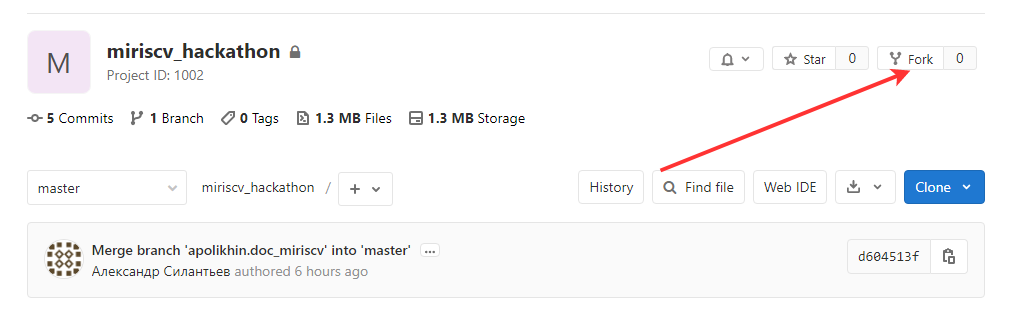 M
miriscv_hackathon
Project ID: 1002
Star 0 Fork 0
5 Commits 1 Branch 0 Tags 1.3 MB Files 1.3 MB Storage
master miriscv_hackathon / + History Find file Web IDE Clone
Merge branch 'apolikhin.doc_miriscv' into 'master' ...
Александр Силантьев authored 6 hours ago
d604513f